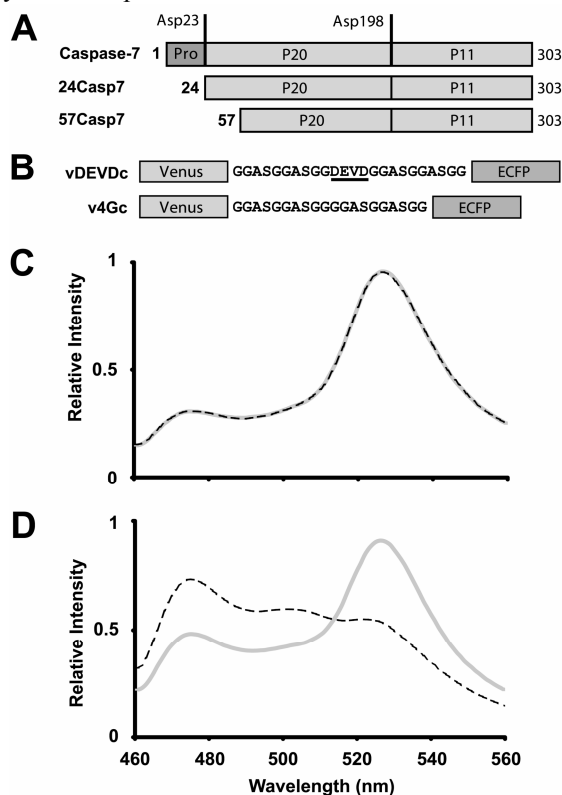 A
Asp23 Asp198
Caspase-7 1 Pro P20 P11 303
24Casp7 24 P20 P11 303
57Casp7 57 P20 P11 303
B
vDEVDc Venus GGASGGASGGDEVDGGASGGASGG ECFP
v4Gc Venus GGASGGASGGGGASGGASGG ECFP
C
1
0.5
0
Relative Intensity
D
1
0.5
0
Relative Intensity
460 480 500 520 540 560
Wavelength (nm)